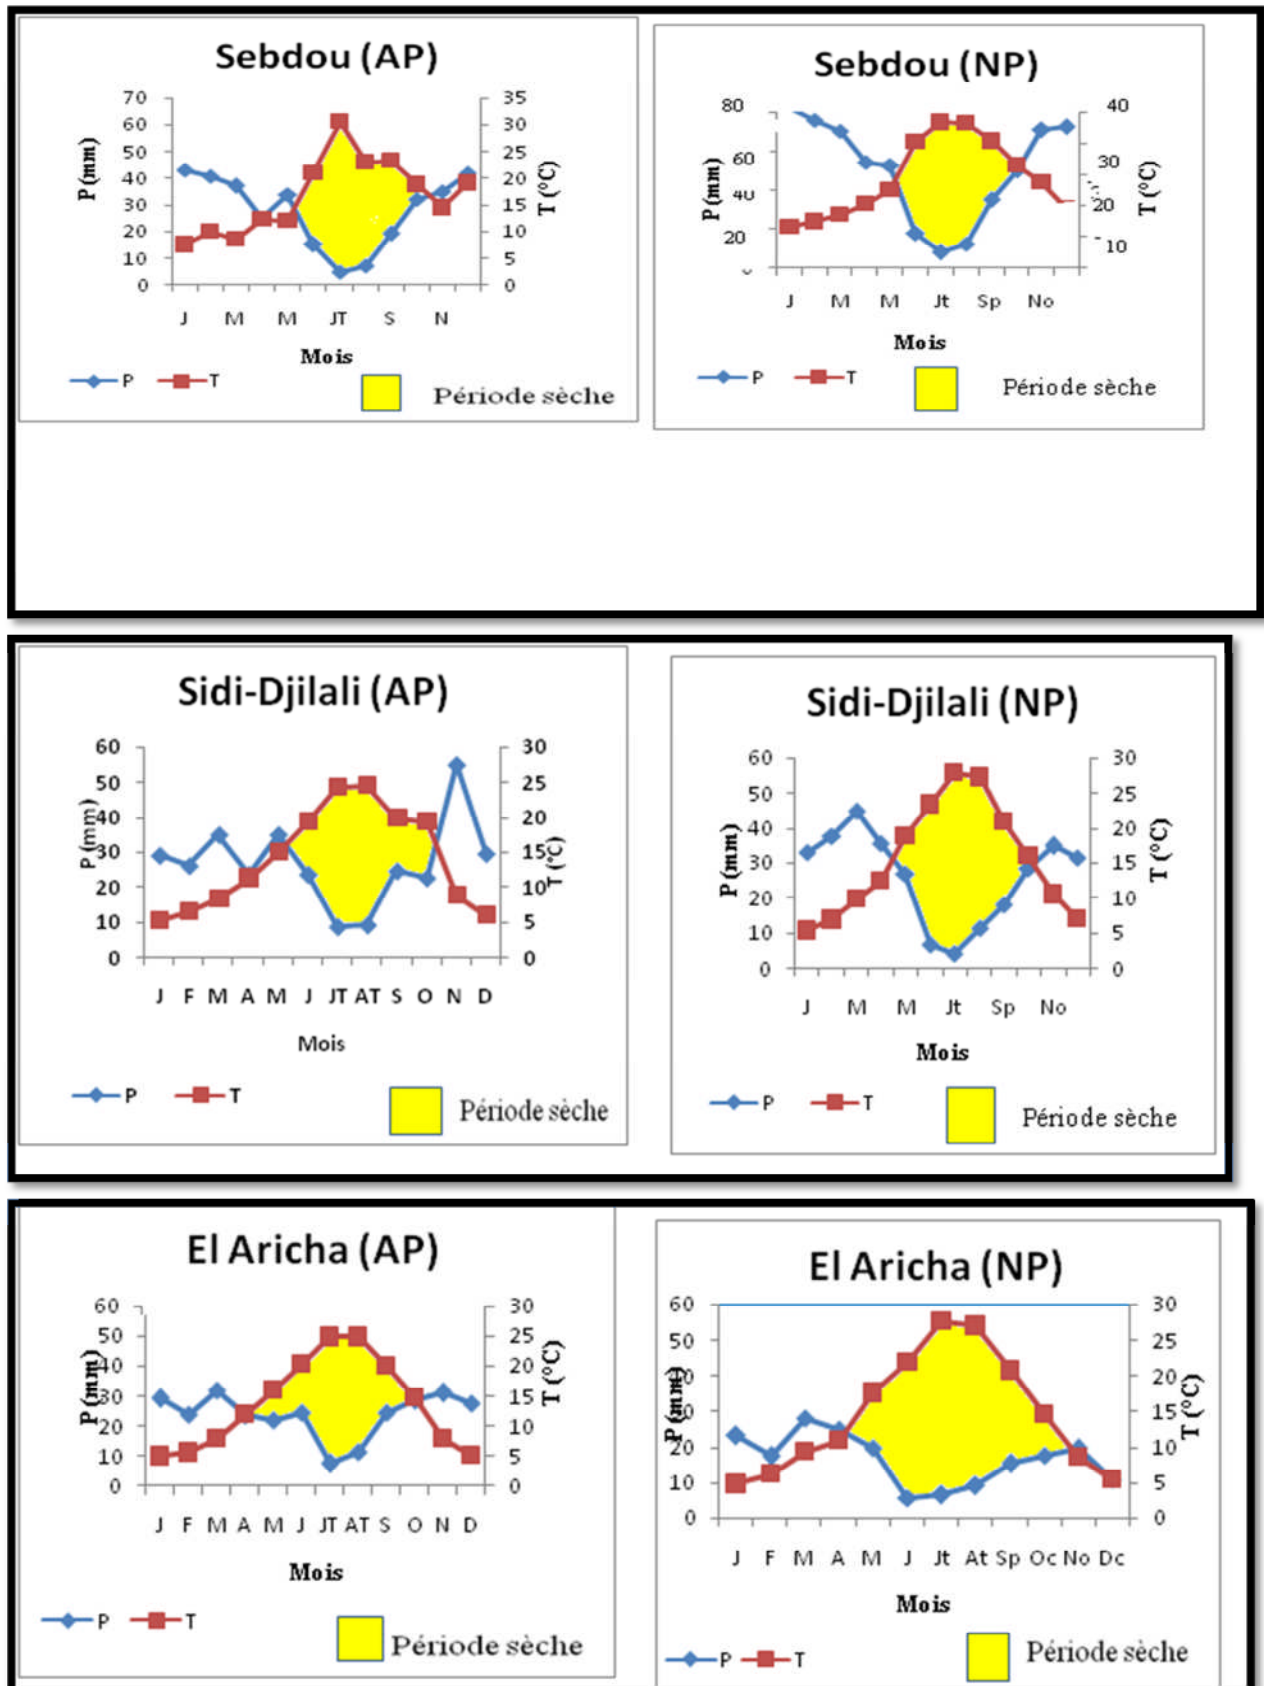 Sebdou (AP)
70 35
60 30
50 25
40 20
30 15
20 10
10 5
0 0
P (mm)
T (°C)
J M M JT S N
Mois
P T Période sèche
Sebdou (NP)
80 40
60 30
40 20
20 10
P (mm)
T (°C)
J M M Jt Sp No
Mois
P T Période sèche
Sidi-Djilali (AP)
60 30
50 25
40 20
30 15
20 10
10 5
0 0
P (mm)
T (°C)
J F M A M J JT AT S O N D
Mois
P T Période sèche
Sidi-Djilali (NP)
60 30
50 25
40 20
30 15
20 10
10 5
0 0
P (mm)
T (°C)
J M M Jt Sp No
Mois
P T Période sèche
El Aricha (AP)
60 30
50 25
40 20
30 15
20 10
10 5
0 0
P (mm)
T (°C)
J F M A M J JT AT S O N D
Mois
P T Période sèche
El Aricha (NP)
60 30
50 25
40 20
30 15
20 10
10 5
0 0
P (mm)
T (°C)
J F M A M J Jt At Sp Oc No Dc
Mois
P T Période sèche